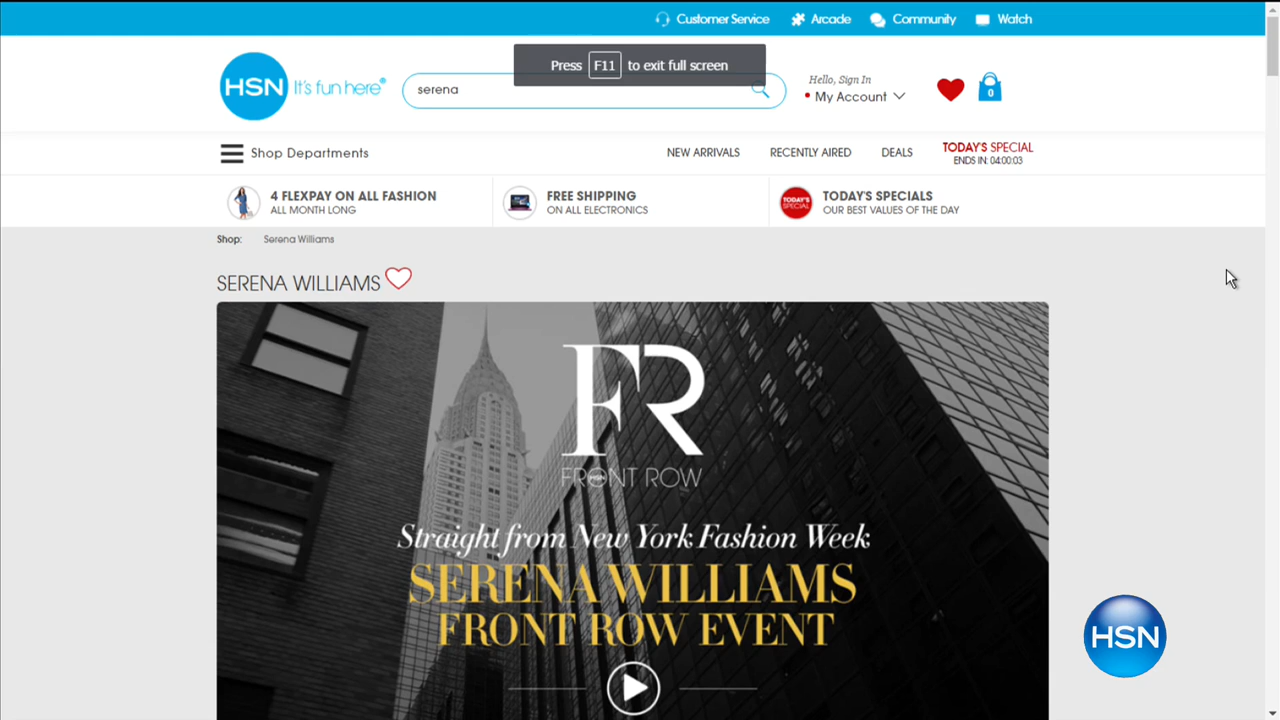 Customer Service Arcade Community Watch
Press F11 to exit full screen
HSN It's fun here®
serena
Hello, Sign In
My Account
0
Shop Departments
NEW ARRIVALS RECENTLY AIRED DEALS TODAY'S SPECIAL
ENDS IN: 04:00:03
4 FLEXPAY ON ALL FASHION
ALL MONTH LONG
FREE SHIPPING
ON ALL ELECTRONICS
TODAY'S SPECIAL
TODAY'S SPECIALS
OUR BEST VALUES OF THE DAY
Shop: Serena Williams
SERENA WILLIAMS
FR
FRONT ROW
HSN
Straight from New York Fashion Week
SERENA WILLIAMS
FRONT ROW EVENT
HSN